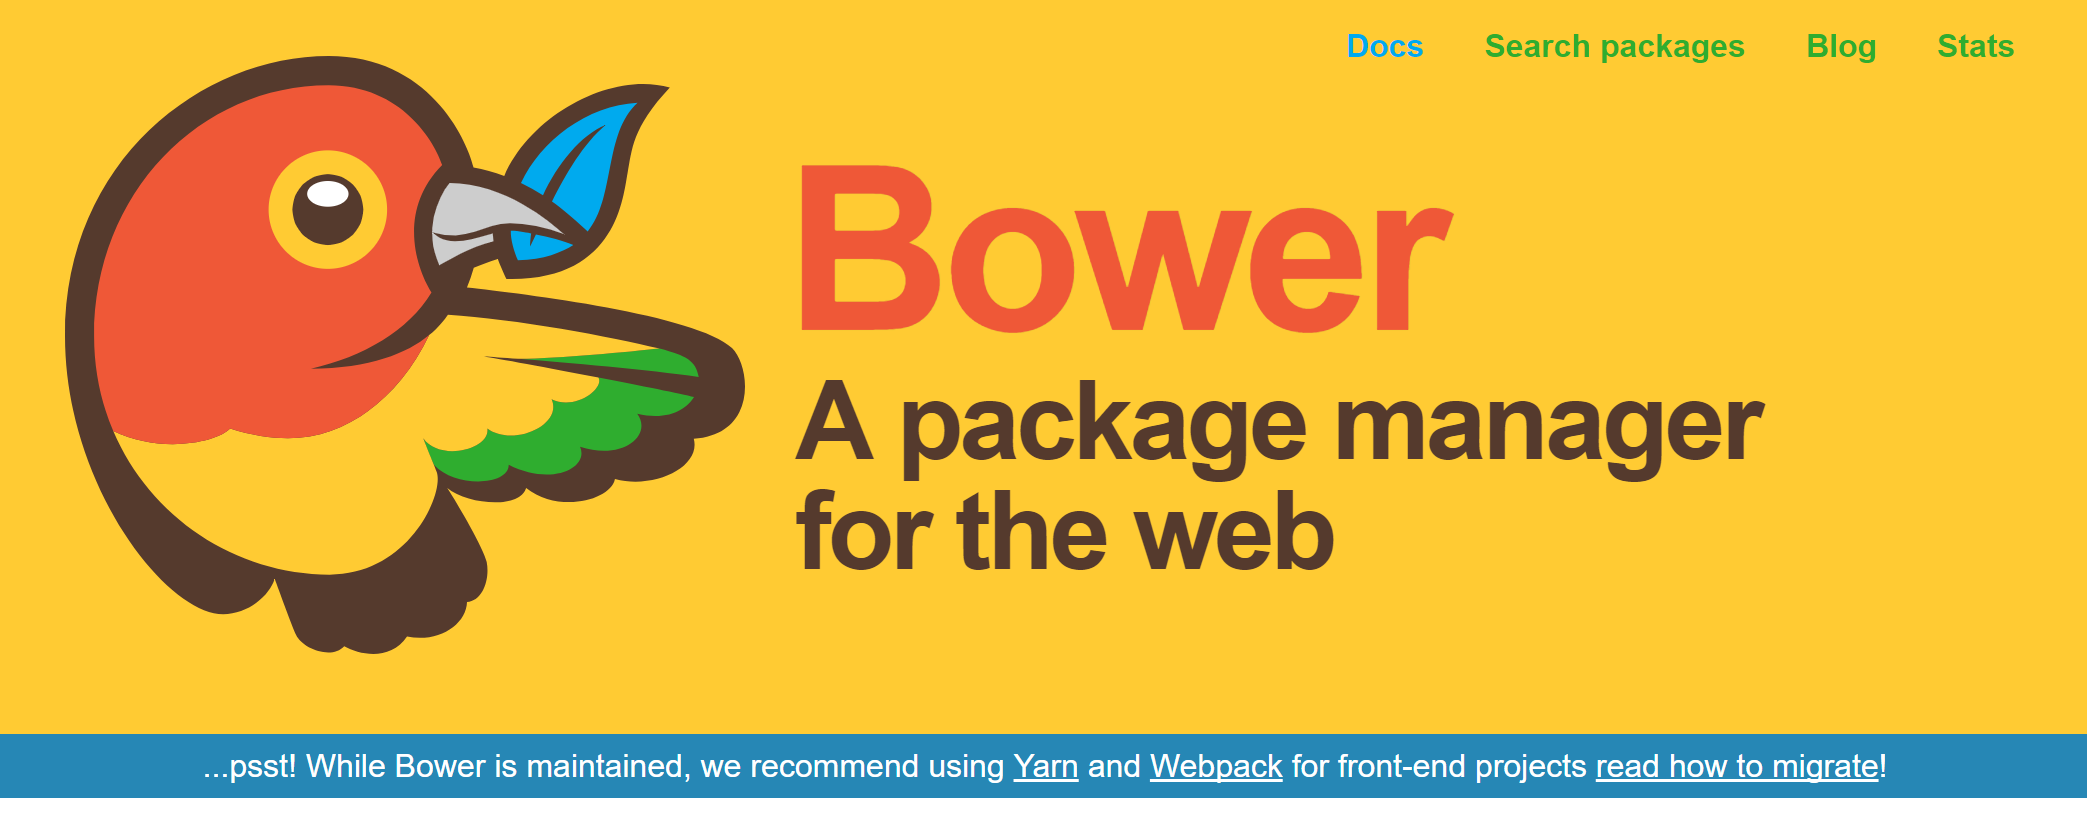 Docs Search packages Blog Stats
Bower
A package manager
for the web
...psst! While Bower is maintained, we recommend using Yarn and Webpack for front-end projects read how to migrate!